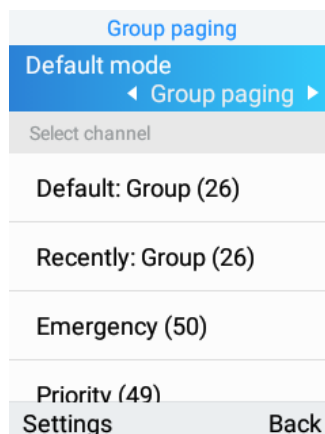 Group paging
Default mode
Group paging
Select channel
Default: Group (26)
Recently: Group (26)
Emergency (50)
Priority (49)
Settings Back